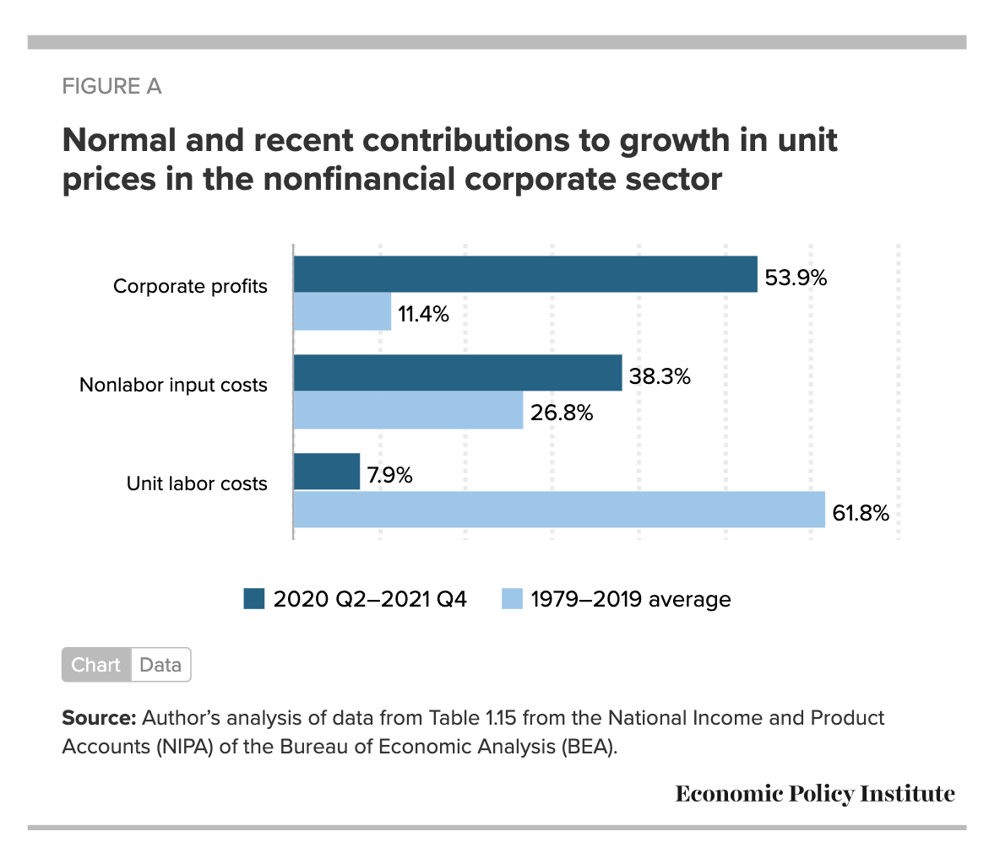 FIGURE A
Normal and recent contributions to growth in unit
prices in the nonfinancial corporate sector
Corporate profits
53.9%
11.4%
Nonlabor input costs
38.3%
26.8%
Unit labor costs
7.9%
61.8%
2020 Q2–2021 Q4 1979–2019 average
Chart Data
Source: Author’s analysis of data from Table 1.15 from the National Income and Product
Accounts (NIPA) of the Bureau of Economic Analysis (BEA).
Economic Policy Institute